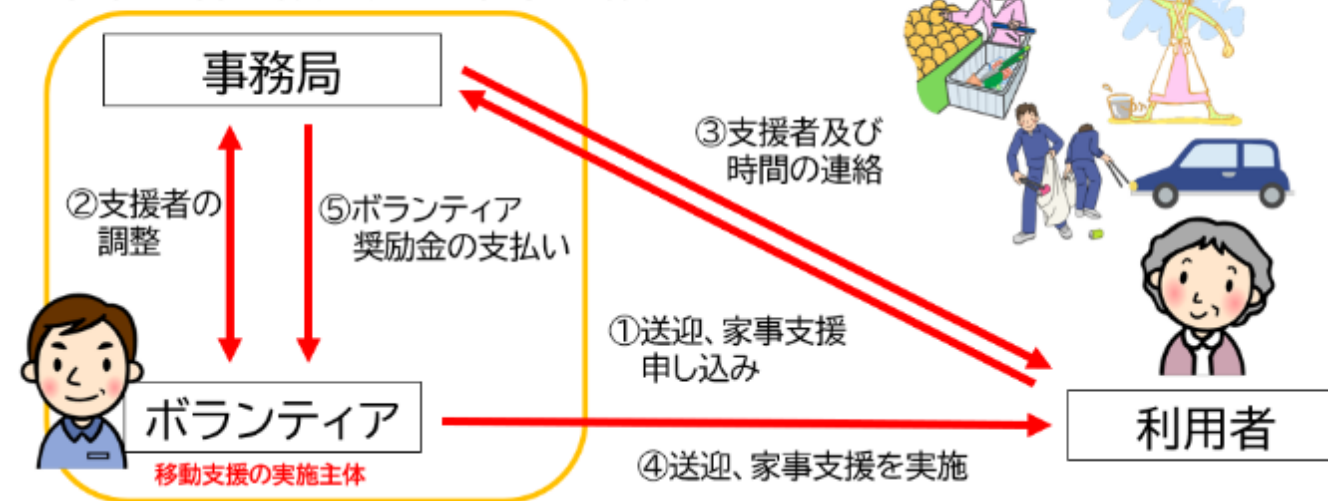 事務局
③支援者及び
時間の連絡
②支援者の
調整
⑤ボランティア
奨励金の支払い
①送迎、家事支援
申し込み
ボランティア
移動支援の実施主体
利用者
④送迎、家事支援を実施